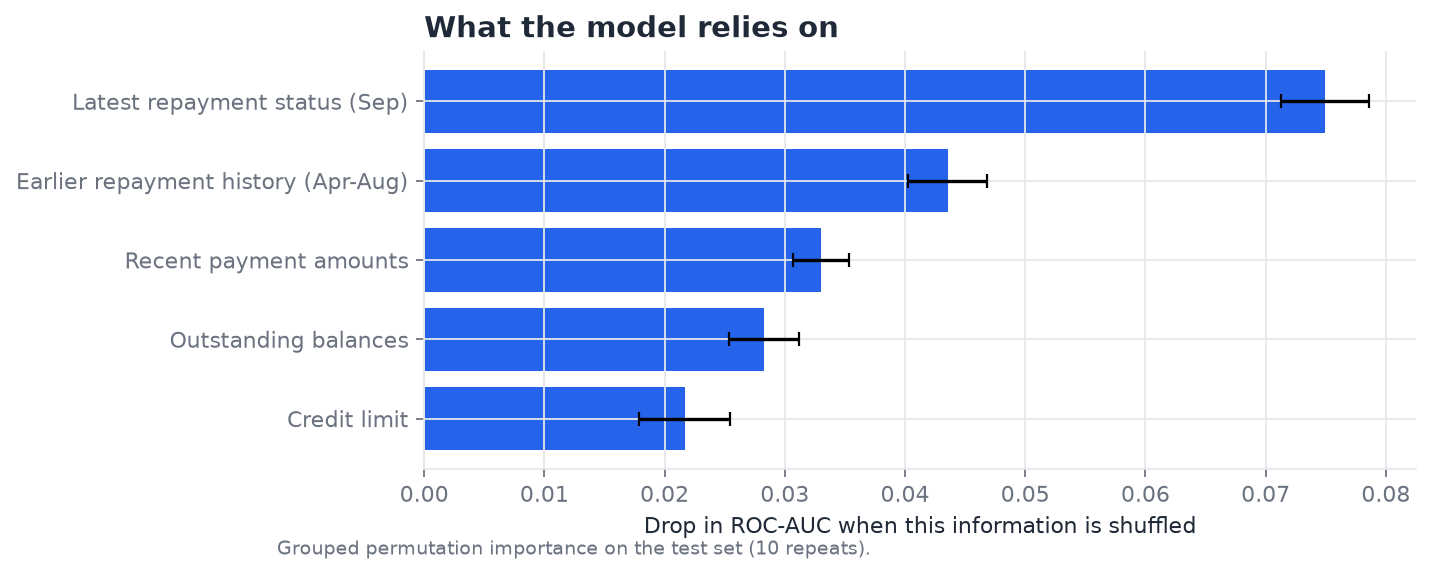 What the model relies on
Latest repayment status (Sep)
Earlier repayment history (Apr-Aug)
Recent payment amounts
Outstanding balances
Credit limit
0.00 0.01 0.02 0.03 0.04 0.05 0.06 0.07 0.08
Drop in ROC-AUC when this information is shuffled
Grouped permutation importance on the test set (10 repeats).